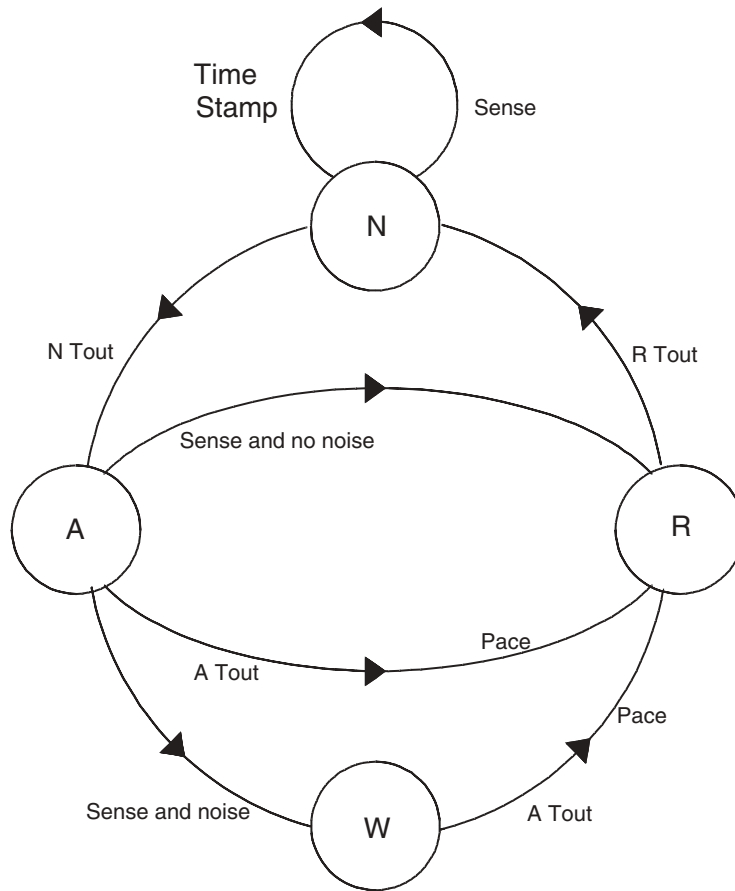 Time
Stamp
Sense
N
N Tout
R Tout
Sense and no noise
A
R
Pace
A Tout
Pace
Sense and noise
W
A Tout